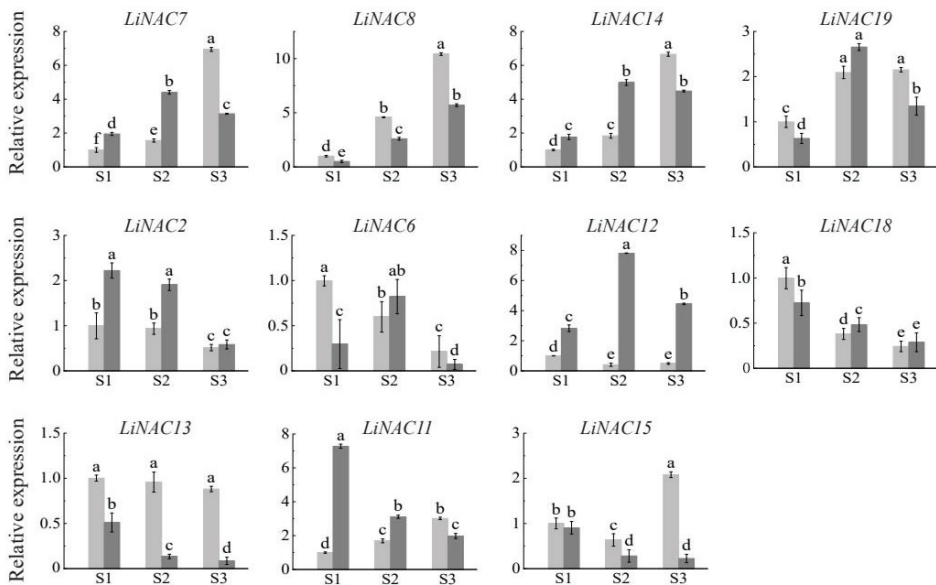 LiNAC7 LiNAC8 LiNAC14 LiNAC19
Relative expression
8 6 4 2 0
f d e b a c
S1 S2 S3
10 5 0
d e b c a b
S1 S2 S3
8 6 4 2 0
d c c b a b
S1 S2 S3
3 2 1 0
c d a a a b
S1 S2 S3
LiNAC2 LiNAC6 LiNAC12 LiNAC18
Relative expression
3 2 1 0
b a b a c c
S1 S2 S3
1.5 1.0 0.5 0
a c b ab c d
S1 S2 S3
8 6 4 2 0
d c e a e b
S1 S2 S3
1.5 1.0 0.5 0
a b d c e e
S1 S2 S3
LiNAC13 LiNAC11 LiNAC15
Relative expression
1.5 1.0 0.5 0
a b a c a d
S1 S2 S3
8 6 4 2 0
d a c b b c
S1 S2 S3
3 2 1 0
b b c d a d
S1 S2 S3